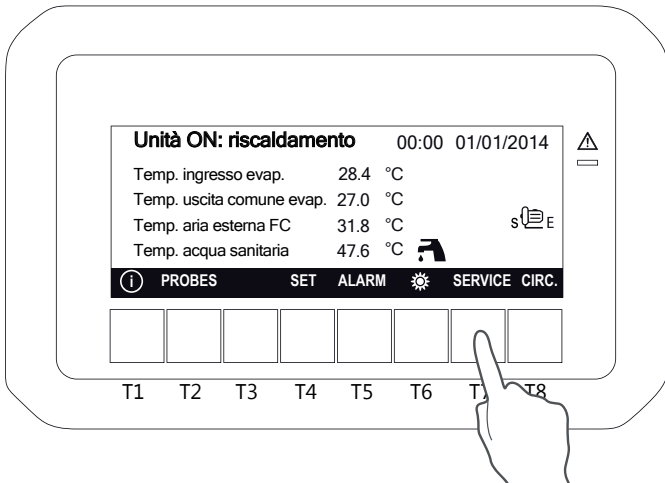 Unità ON: riscaldamento 00:00 01/01/2014
Temp. ingresso evap. 28.4 °C
Temp. uscita comune evap. 27.0 °C
Temp. aria esterna FC 31.8 °C
S E
Temp. acqua sanitaria 47.6 °C
i PROBES SET ALARM SERVICE CIRC.
T1 T2 T3 T4 T5 T6 T7 T8